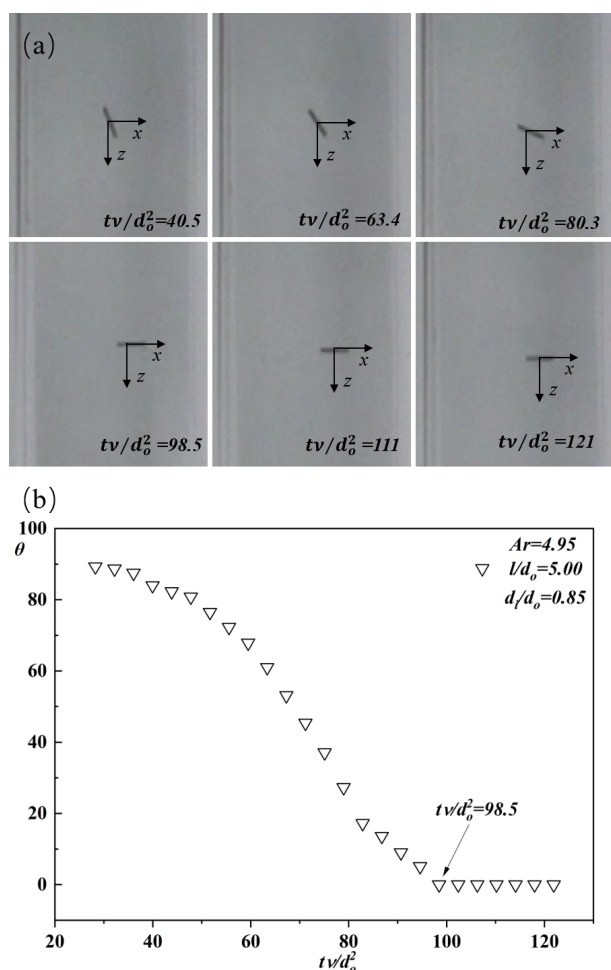 (a)
x
z
tν/d_o^2=40.5
x
z
tν/d_o^2=63.4
x
z
tν/d_o^2=80.3
x
z
tν/d_o^2=98.5
x
z
tν/d_o^2=111
x
z
tν/d_o^2=121
(b)
100
θ
80
60
40
20
0
Ar=4.95
l/d_o=5.00
d_i/d_o=0.85
tν/d_o^2=98.5
20 40 60 80 100 120
tν/d_o^2